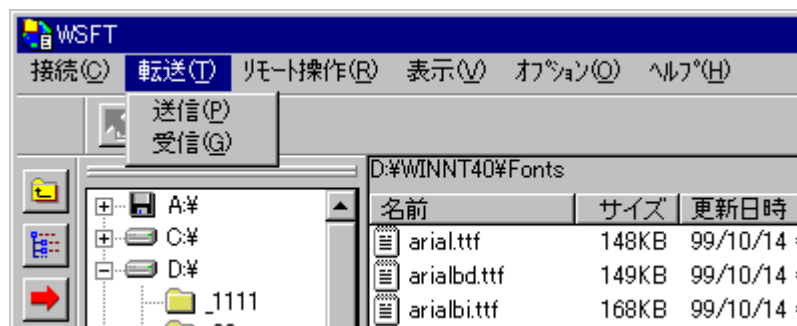 WSFT
接続(C) 転送(T) ﾘﾓｰﾄ操作(R) 表示(V) ｵﾌﾟｼｮﾝ(O) ﾍﾙﾌﾟ(H)
送信(P)
受信(G)
D:¥WINNT40¥Fonts
名前 サイズ 更新日時
A:¥
C:¥
D:¥
_1111
arial.ttf 148KB 99/10/14
arialbd.ttf 149KB 99/10/14
arialbi.ttf 168KB 99/10/14